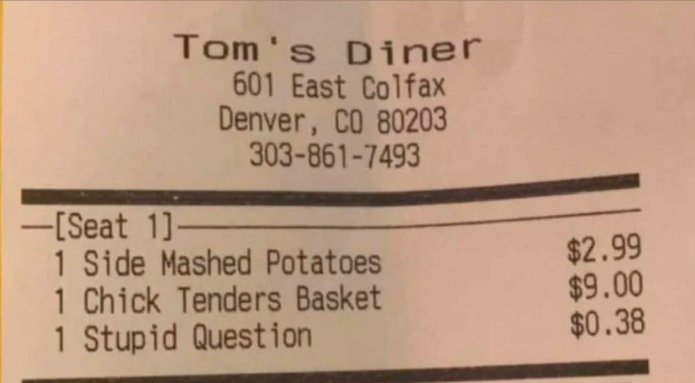 Tom's Diner
601 East Colfax
Denver, CO 80203
303-861-7493
[Seat 1]
1 Side Mashed Potatoes $2.99
1 Chick Tenders Basket $9.00
1 Stupid Question $0.38